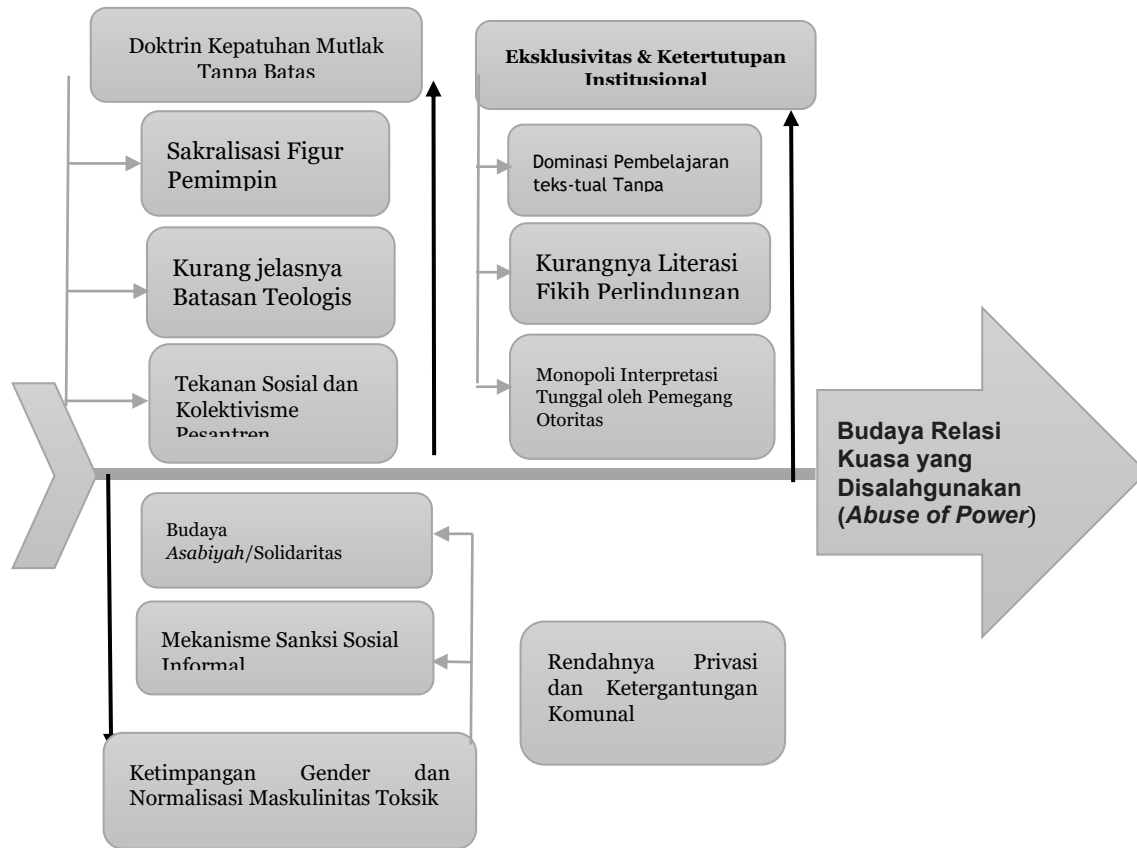 Doktrin Kepatuhan Mutlak
Tanpa Batas
Sakralisasi Figur
Pemimpin
Kurang jelasnya
Batasan Teologis
Tekanan Sosial dan
Kolektivisme
Pesantren
Eksklusivitas & Ketertutupan
Institusional
Dominasi Pembelajaran
teks-tual Tanpa
Kurangnya Literasi
Fikih Perlindungan
Monopoli Interpretasi
Tunggal oleh Pemegang
Otoritas
Budaya Relasi
Kuasa yang
Disalahgunakan
(Abuse of Power)
Budaya
Asabiyah/Solidaritas
Mekanisme Sanksi Sosial
Informal
Ketimpangan Gender dan
Normalisasi Maskulinitas Toksik
Rendahnya Privasi
dan Ketergantungan
Komunal